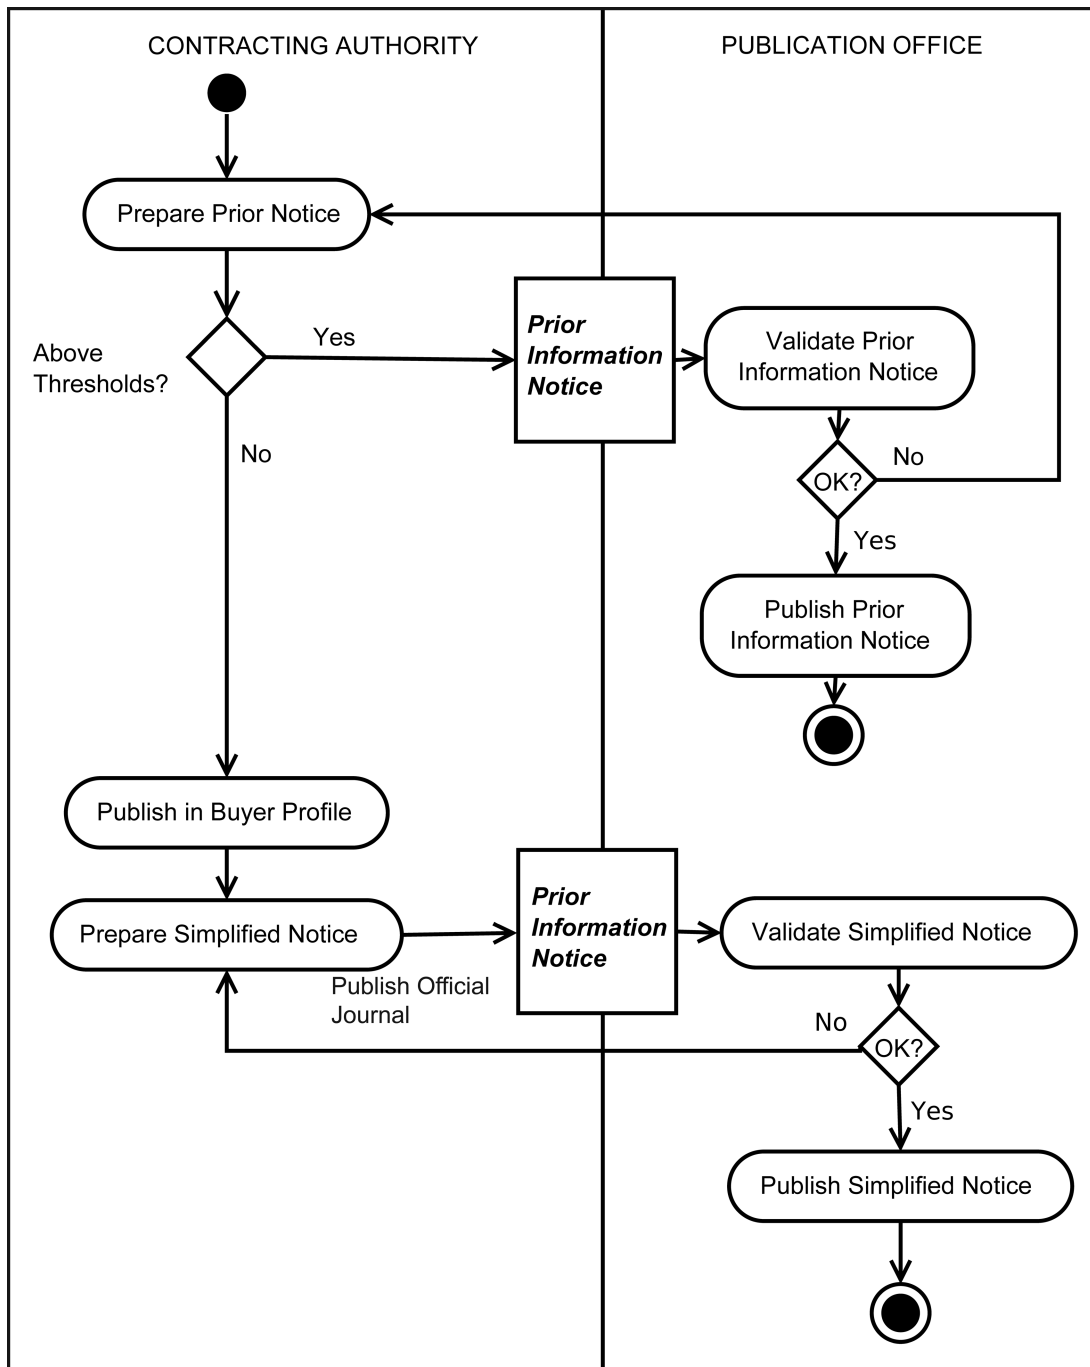 CONTRACTING AUTHORITY
PUBLICATION OFFICE
Prepare Prior Notice
Above
Thresholds?
Yes
Prior
Information
Notice
Validate Prior
Information Notice
No
OK?
No
Yes
Publish Prior
Information Notice
Publish in Buyer Profile
Prepare Simplified Notice
Publish Official
Journal
Prior
Information
Notice
Validate Simplified Notice
No
OK?
Yes
Publish Simplified Notice